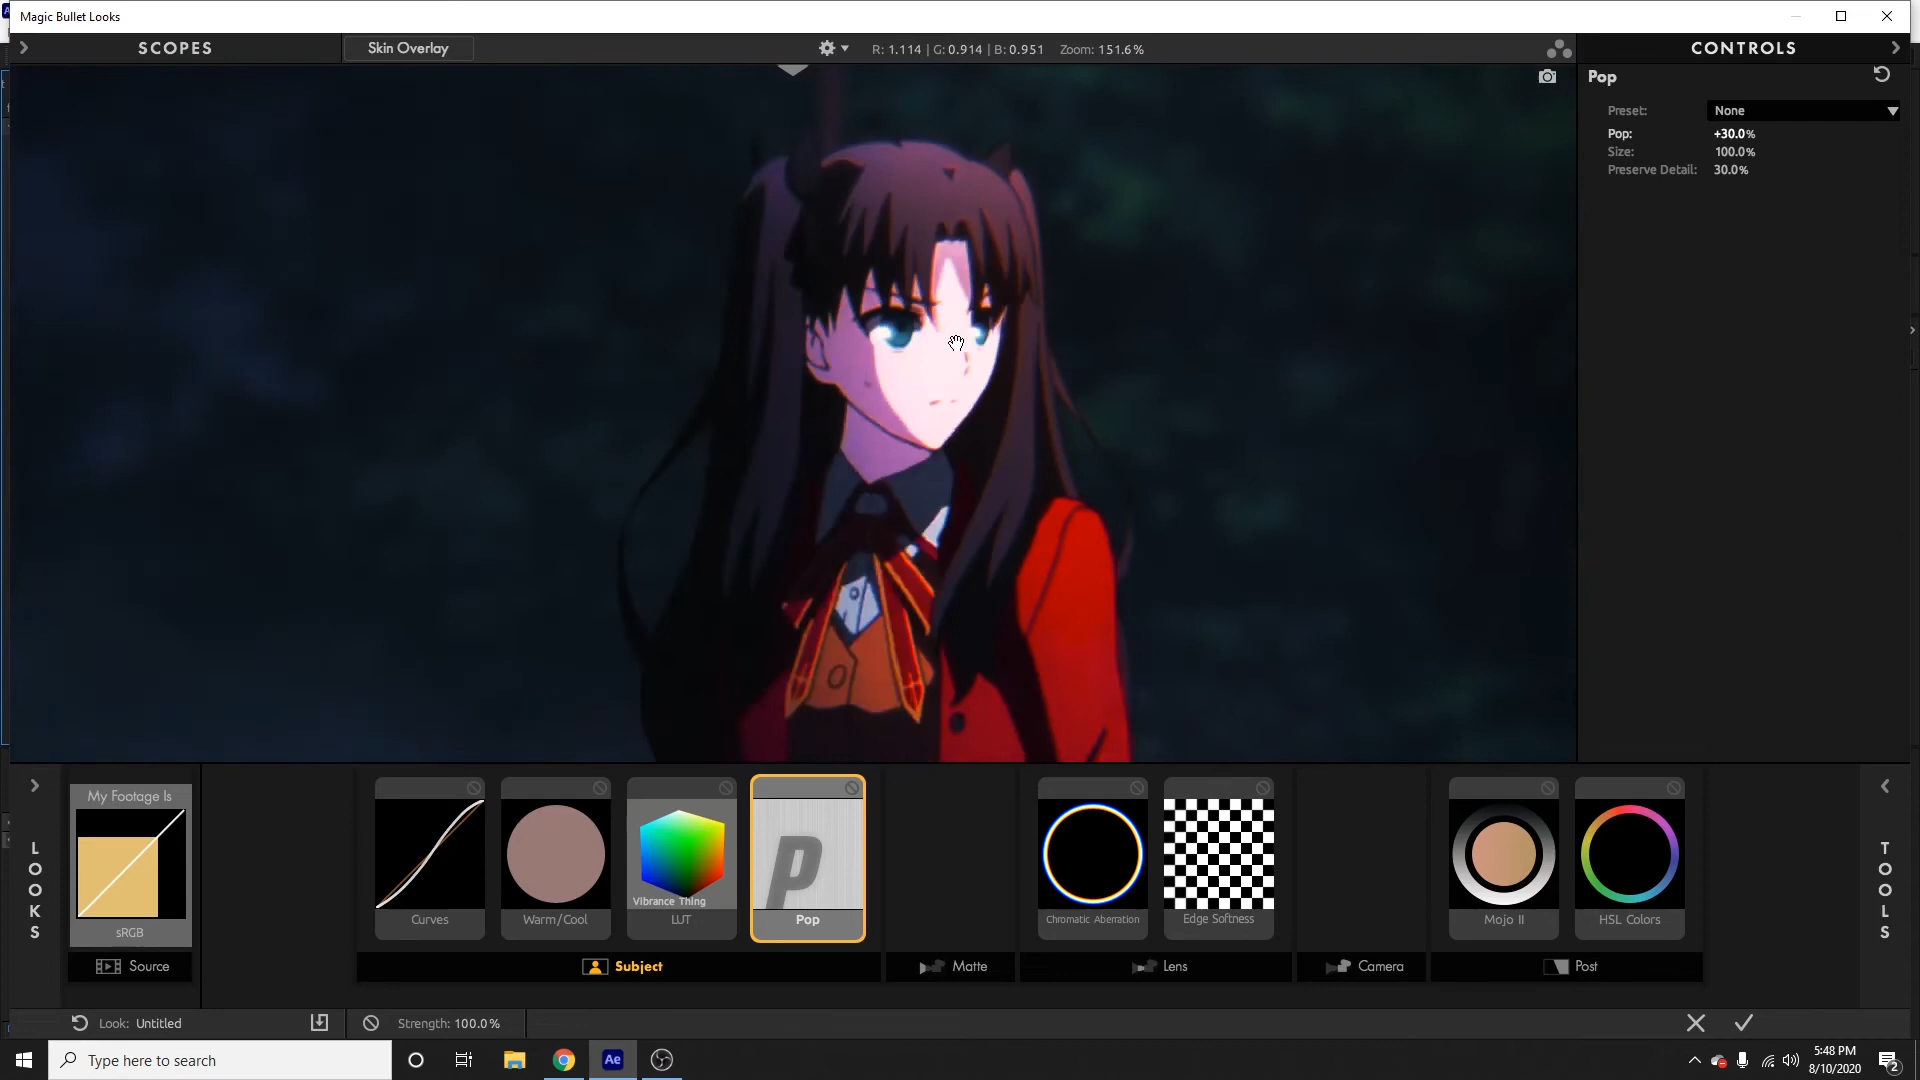 Magic Bullet Looks
SCOPES
Skin Overlay
R: 1.114 | G: 0.914 | B: 0.951 Zoom: 151.6%
CONTROLS
Pop
Preset: None
Pop: +30.0%
Size: 100.0%
Preserve Detail: 30.0%
LOOKS
My Footage Is
sRGB
Source
Curves
Warm/Cool
Vibrance Thing
LUT
P
Pop
Chromatic Aberration
Edge Softness
Mojo II
HSL Colors
Subject
Matte
Lens
Camera
Post
TOOLS
Look: Untitled
Strength: 100.0%
Type here to search
Ae
5:48 PM
8/10/2020
2